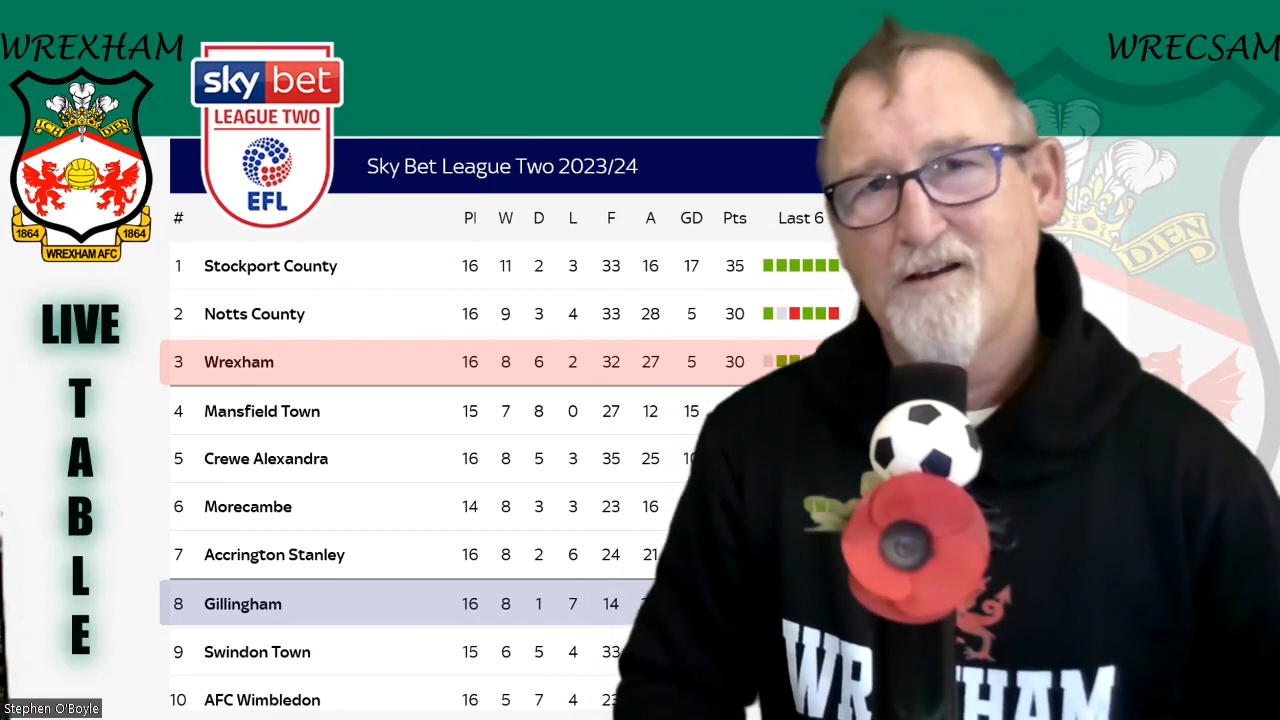 WREXHAM
WRECSAM
ICH DIEN
1864 1864
WREXHAM AFC
sky bet
LEAGUE TWO
EFL
DIEN
Sky Bet League Two 2023/24
# Pl W D L F A GD Pts Last 6
1 Stockport County 16 11 2 3 33 16 17 35
2 Notts County 16 9 3 4 33 28 5 30
3 Wrexham 16 8 6 2 32 27 5 30
4 Mansfield Town 15 7 8 0 27 12 15
5 Crewe Alexandra 16 8 5 3 35 25
6 Morecambe 14 8 3 3 23 16
7 Accrington Stanley 16 8 2 6 24 21
8 Gillingham 16 8 1 7 14
9 Swindon Town 15 6 5 4 33
10 AFC Wimbledon 16 5 7 4
LIVE
TABLE
WR HAM
Stephen O'Boyle